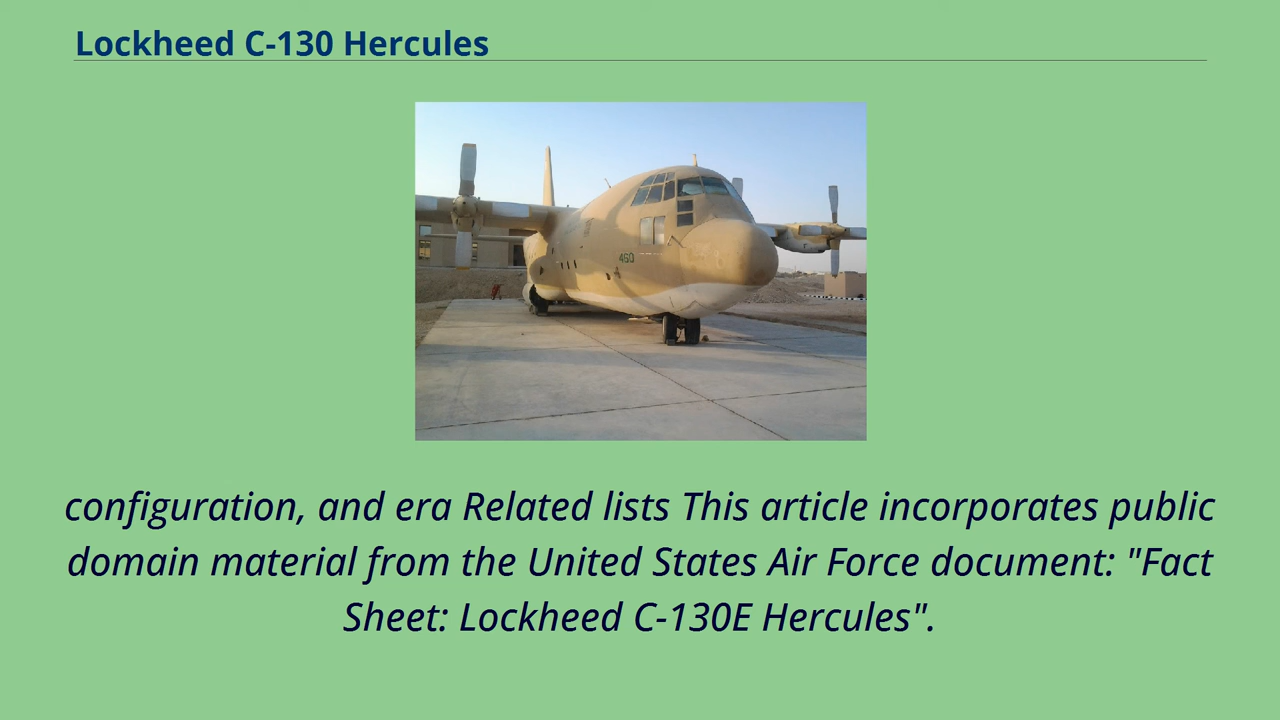 Lockheed C-130 Hercules
460
configuration, and era Related lists This article incorporates public
domain material from the United States Air Force document: "Fact
Sheet: Lockheed C-130E Hercules".